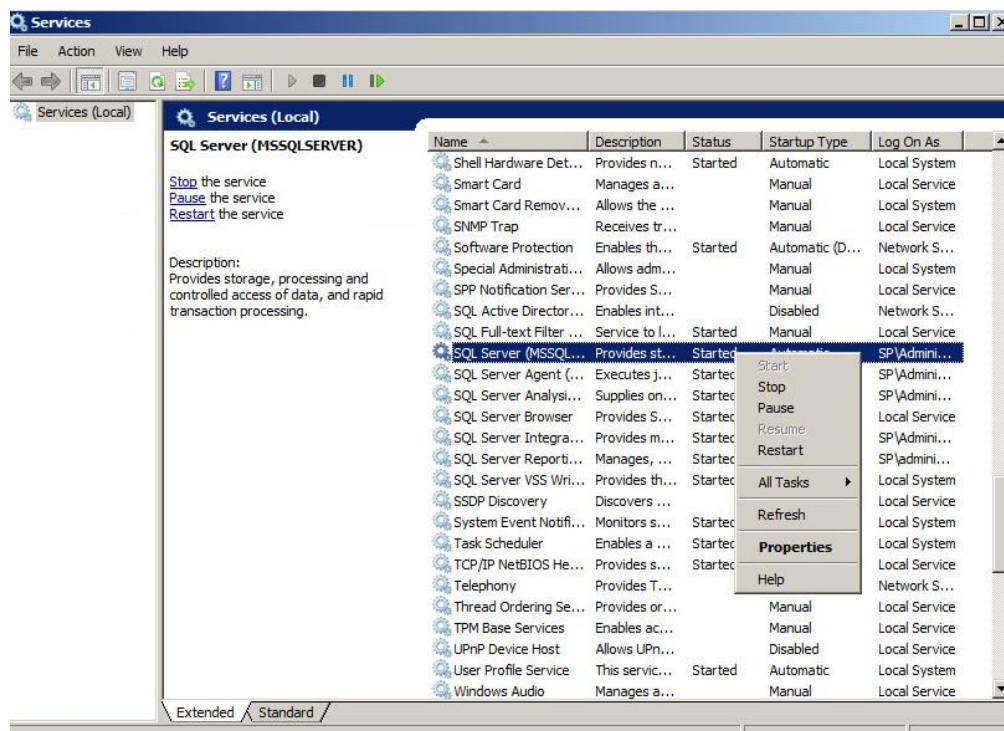 Services
File Action View Help
Services (Local)
Services (Local)
SQL Server (MSSQLSERVER)
Stop the service
Pause the service
Restart the service
Description:
Provides storage, processing and
controlled access of data, and rapid
transaction processing.
Name Description Status Startup Type Log On As
Shell Hardware Det... Provides n... Started Automatic Local System
Smart Card Manages a... Manual Local Service
Smart Card Remov... Allows the ... Manual Local System
SNMP Trap Receives tr... Manual Local Service
Software Protection Enables th... Started Automatic (D... Network S...
Special Administrati... Allows adm... Manual Local System
SPP Notification Ser... Provides S... Manual Local Service
SQL Active Director... Enables int... Disabled Network S...
SQL Full-text Filter ... Service to l... Started Manual Local Service
SQL Server (MSSQL... Provides st... Started Automatic SP\Admini...
SQL Server Agent (... Executes j... Started SP\Admini...
SQL Server Analysi... Supplies on... Started SP\Admini...
SQL Server Browser Provides S... Started Local Service
SQL Server Integra... Provides m... Started SP\Admini...
SQL Server Reporti... Manages, ... Started SP\admini...
SQL Server VSS Wri... Provides th... Started Local System
SSDP Discovery Discovers ... Local Service
System Event Notifi... Monitors s... Started Local System
Task Scheduler Enables a ... Started Local System
TCP/IP NetBIOS He... Provides s... Started Local Service
Telephony Provides T... Network S...
Thread Ordering Se... Provides or... Manual Local Service
TPM Base Services Enables ac... Manual Local Service
UPnP Device Host Allows UPn... Disabled Local Service
User Profile Service This servic... Started Automatic Local System
Windows Audio Manages a... Manual Local Service
Start
Stop
Pause
Resume
Restart
All Tasks
Refresh
Properties
Help
Extended Standard